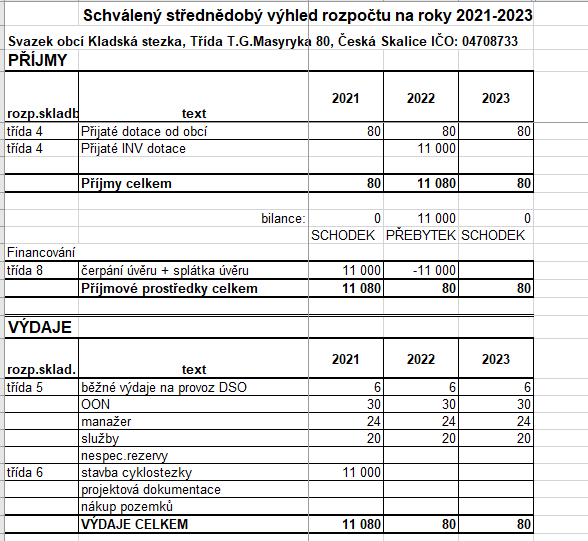 Schválený střednědobý výhled rozpočtu na roky 2021-2023
Svazek obcí Kladská stezka, Třída T.G.Masyryka 80, Česká Skalice IČO: 04708733
PŘÍJMY
rozp.skladb text 2021 2022 2023
třída 4 Přijaté dotace od obcí 80 80 80
třída 4 Přijaté INV dotace 11 000
Příjmy celkem 80 11 080 80
bilance: 0 11 000 0
SCHODEK PŘEBYTEK SCHODEK
Financování
třída 8 čerpání úvěru + splátka úvěru 11 000 -11 000
Příjmové prostředky celkem 11 080 80 80
VÝDAJE
rozp.sklad. text 2021 2022 2023
třída 5 běžné výdaje na provoz DSO 6 6 6
OON 30 30 30
manažer 24 24 24
služby 20 20 20
nespec.rezervy
třída 6 stavba cyklostezky 11 000
projektová dokumentace
nákup pozemků
VÝDAJE CELKEM 11 080 80 80